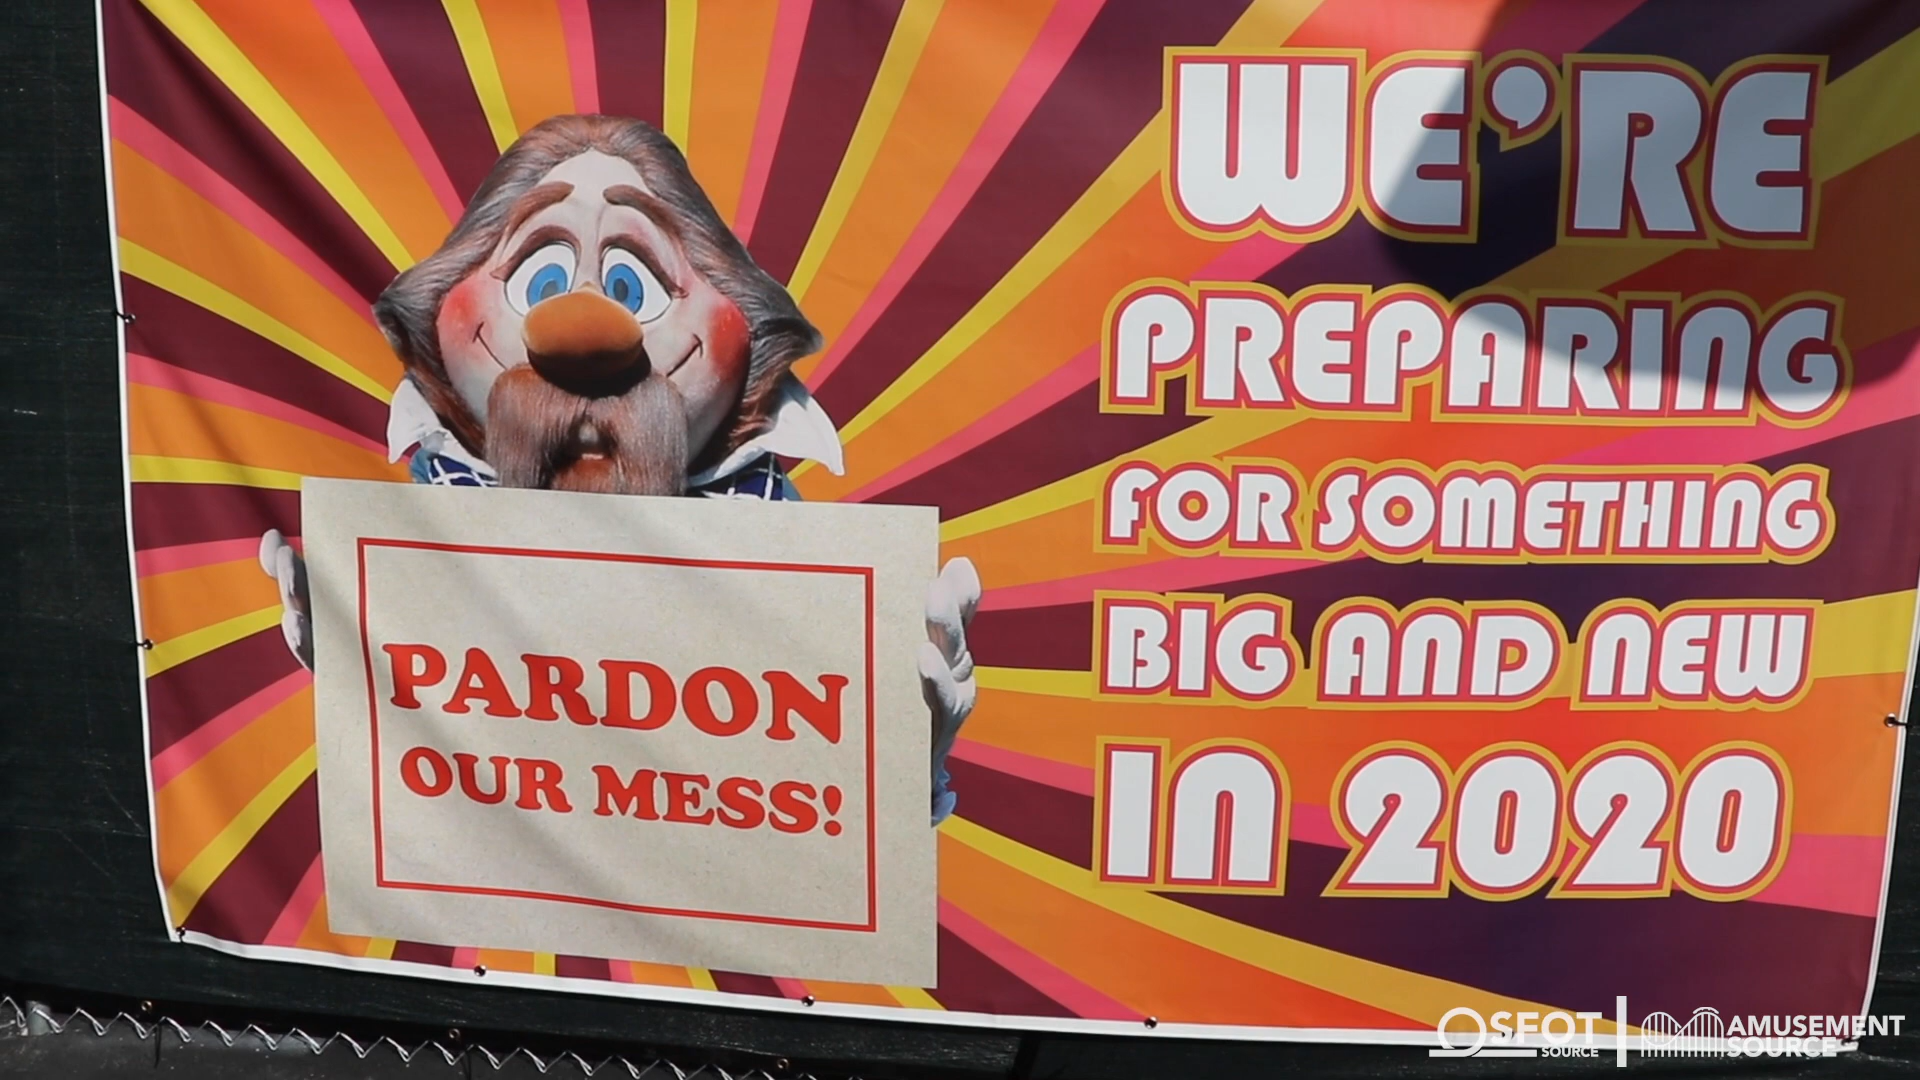 WE'RE
PREPARING
FOR SOMETHING
BIG AND NEW
IN 2020
PARDON
OUR MESS!
SFOT
SOURCE
AMUSEMENT
SOURCE